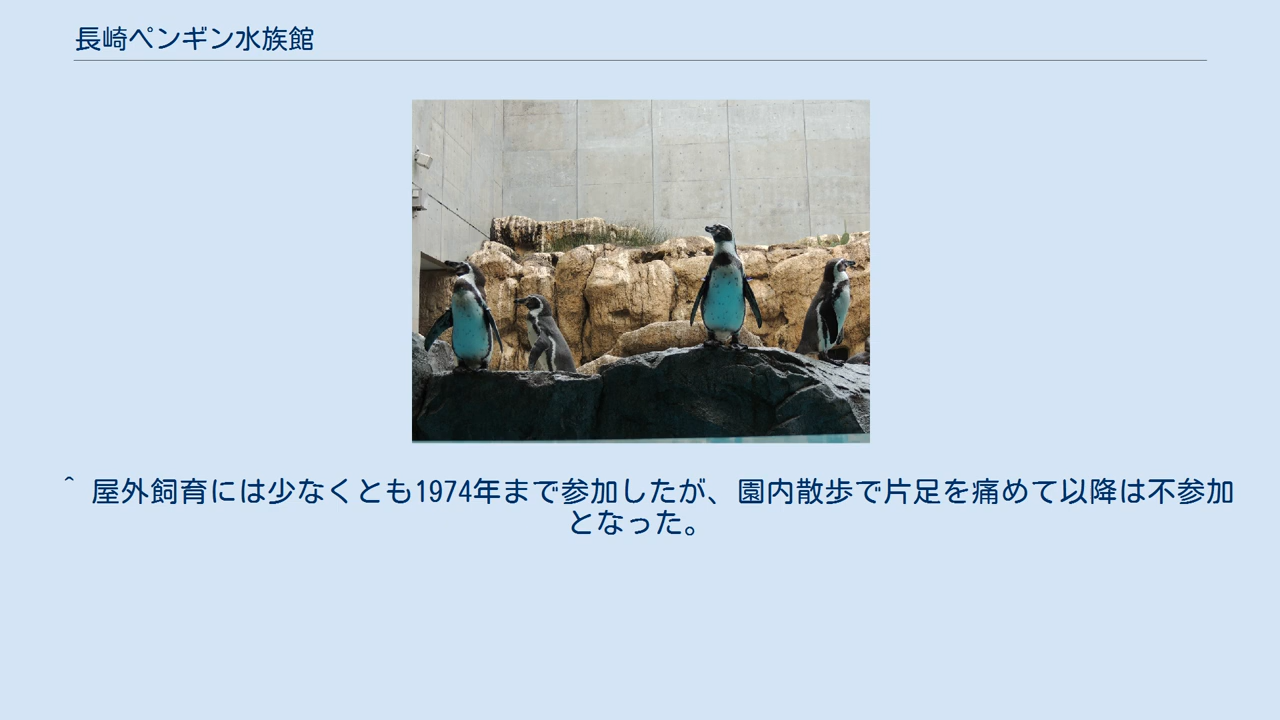 長崎ペンギン水族館
^ 屋外飼育には少なくとも1974年まで参加したが、園内散歩で片足を痛めて以降は不参加
となった。